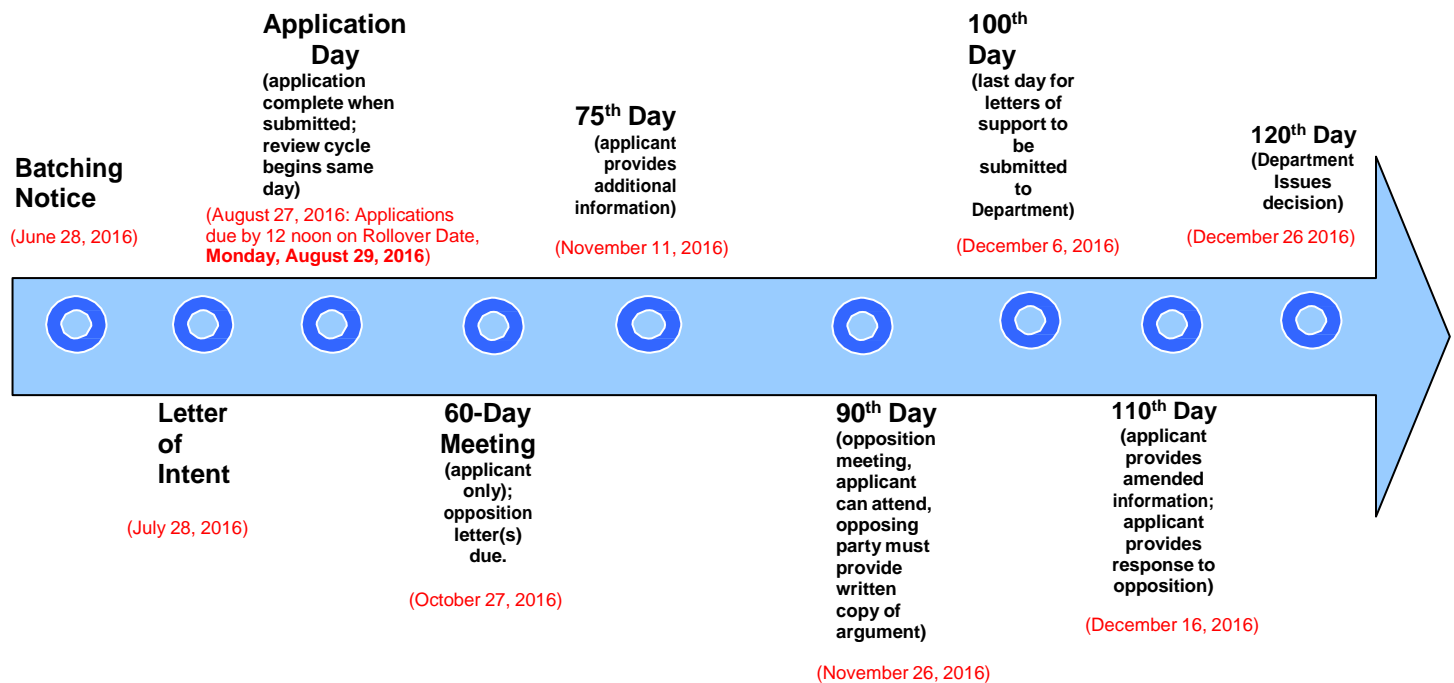 Batching
Notice
(June 28, 2016)
Letter
of
Intent
(July 28, 2016)
Application
Day
(application
complete when
submitted;
review cycle
begins same
day)
(August 27, 2016: Applications
due by 12 noon on Rollover Date,
Monday, August 29, 2016)
60-Day
Meeting
(applicant
only);
opposition
letter(s)
due.
(October 27, 2016)
75th Day
(applicant
provides
additional
information)
(November 11, 2016)
90th Day
(opposition
meeting,
applicant
can attend,
opposing
party must
provide
written
copy of
argument)
(November 26, 2016)
100th
Day
(last day for
letters of
support to
be
submitted
to
Department)
(December 6, 2016)
110th Day
(applicant
provides
amended
information;
applicant
provides
response to
opposition)
(December 16, 2016)
120th Day
(Department
Issues
decision)
(December 26 2016)